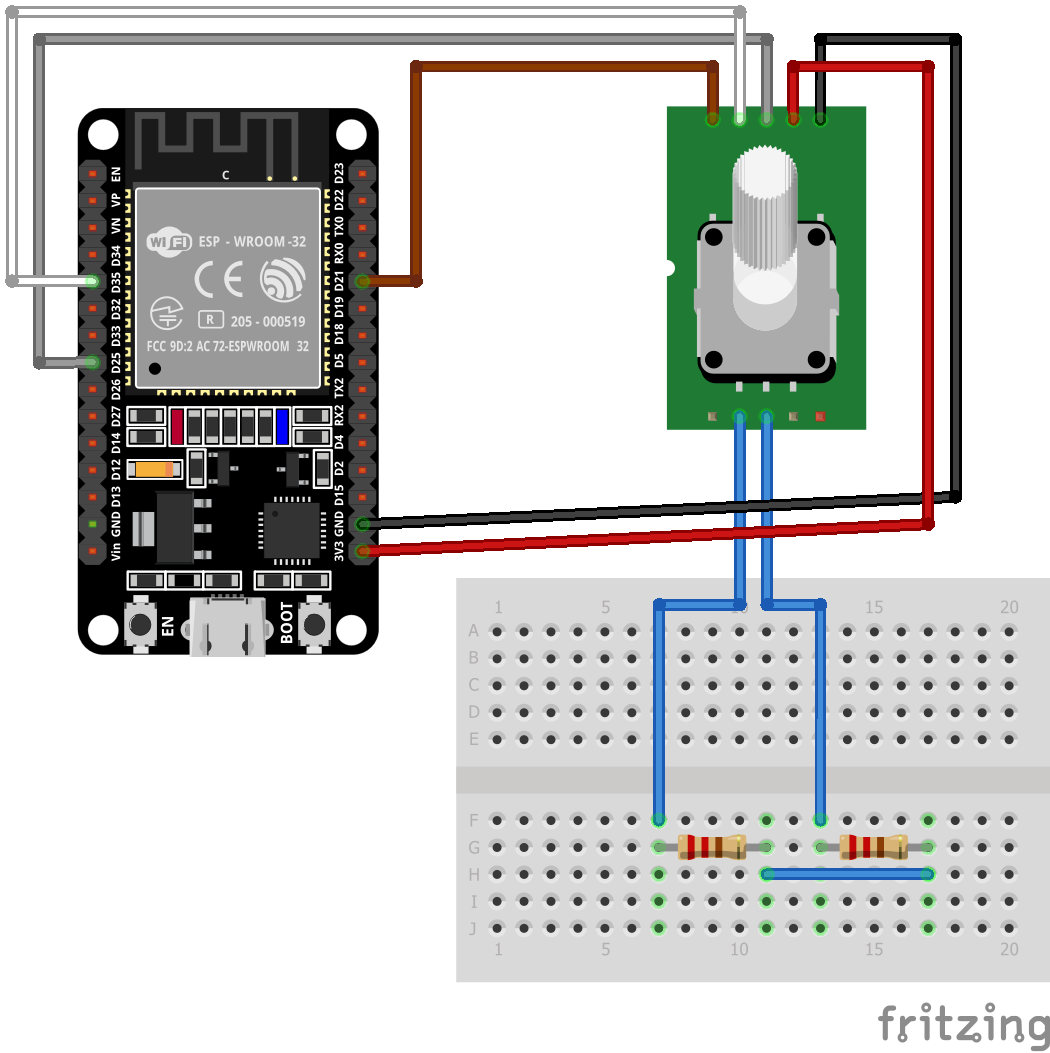 C
WiFi
ESP - WROOM -32
CE
R 205 - 000519
FCC 9D:2 AC 72-ESPWROOM 32
EN
VP
VN
D34
D35
D32
D33
D25
D26
D27
D14
D12
D13
GND
Vin
D23
D22
TX0
RX0
D21
D19
D18
D5
TX2
RX2
D4
D2
D15
GND
3V3
EN
BOOT
1 5 10 15 20
A
B
C
D
E
F
G
H
I
J
1 5 10 15 20
fritzing